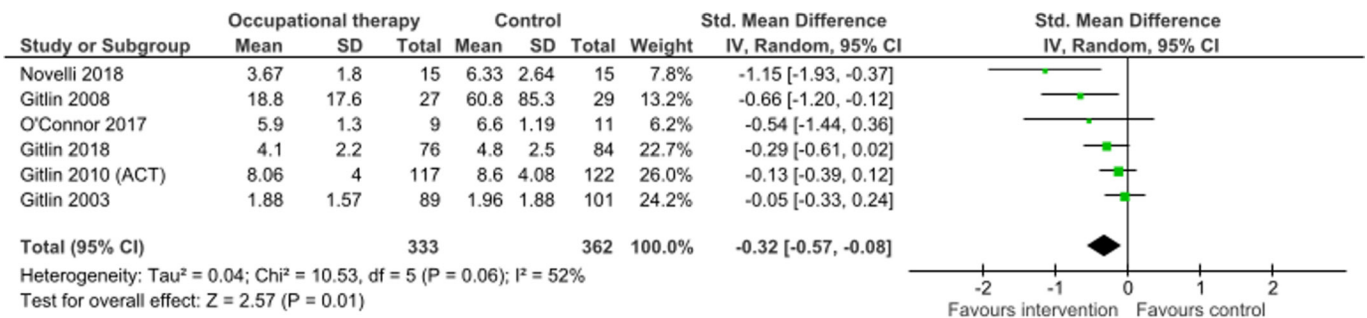 Occupational therapy Control Std. Mean Difference Std. Mean Difference
Study or Subgroup Mean SD Total Mean SD Total Weight IV, Random, 95% CI IV, Random, 95% CI
Novelli 2018 3.67 1.8 15 6.33 2.64 15 7.8% -1.15 [-1.93, -0.37]
Gitlin 2008 18.8 17.6 27 60.8 85.3 29 13.2% -0.66 [-1.20, -0.12]
O'Connor 2017 5.9 1.3 9 6.6 1.19 11 6.2% -0.54 [-1.44, 0.36]
Gitlin 2018 4.1 2.2 76 4.8 2.5 84 22.7% -0.29 [-0.61, 0.02]
Gitlin 2010 (ACT) 8.06 4 117 8.6 4.08 122 26.0% -0.13 [-0.39, 0.12]
Gitlin 2003 1.88 1.57 89 1.96 1.88 101 24.2% -0.05 [-0.33, 0.24]
Total (95% CI) 333 362 100.0% -0.32 [-0.57, -0.08]
Heterogeneity: Tau² = 0.04; Chi² = 10.53, df = 5 (P = 0.06); I² = 52%
Test for overall effect: Z = 2.57 (P = 0.01)
-2 -1 0 1 2
Favours intervention Favours control